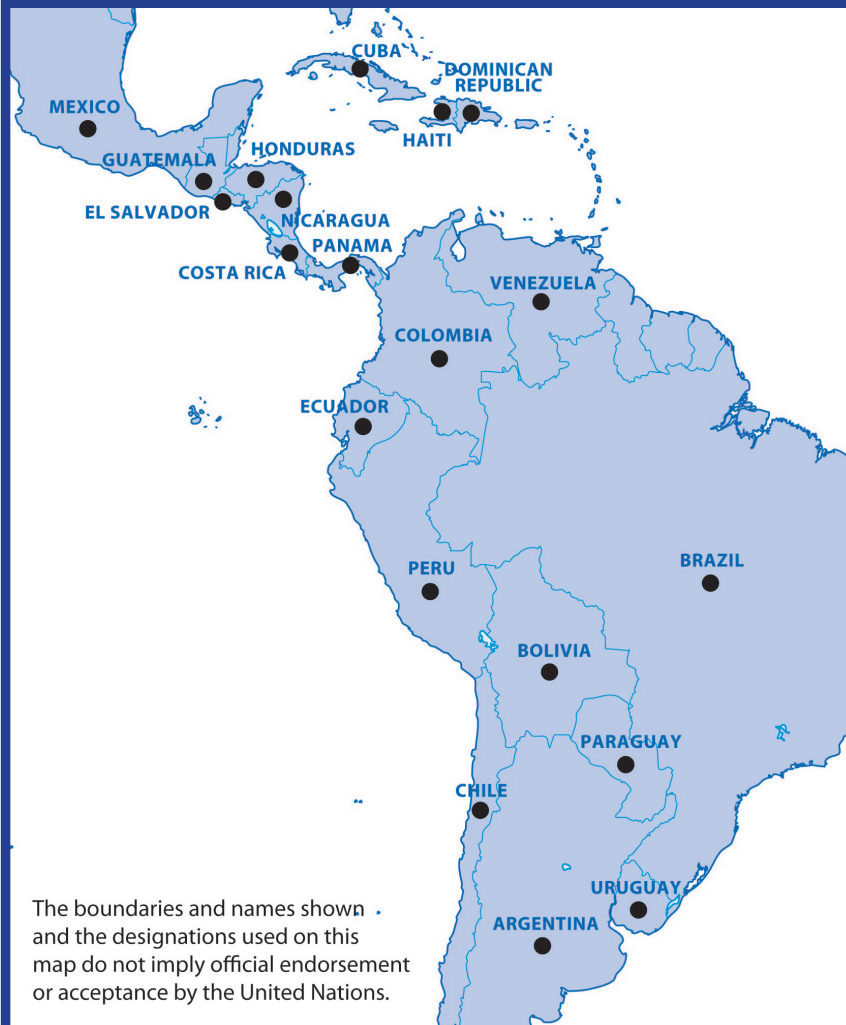 CUBA
DOMINICAN
REPUBLIC
MEXICO
HAITI
HONDURAS
GUATEMALA
EL SALVADOR
NICARAGUA
PANAMA
COSTA RICA
VENEZUELA
COLOMBIA
ECUADOR
BRAZIL
PERU
BOLIVIA
PARAGUAY
CHILE
URUGUAY
ARGENTINA
The boundaries and names shown
and the designations used on this
map do not imply official endorsement
or acceptance by the United Nations.